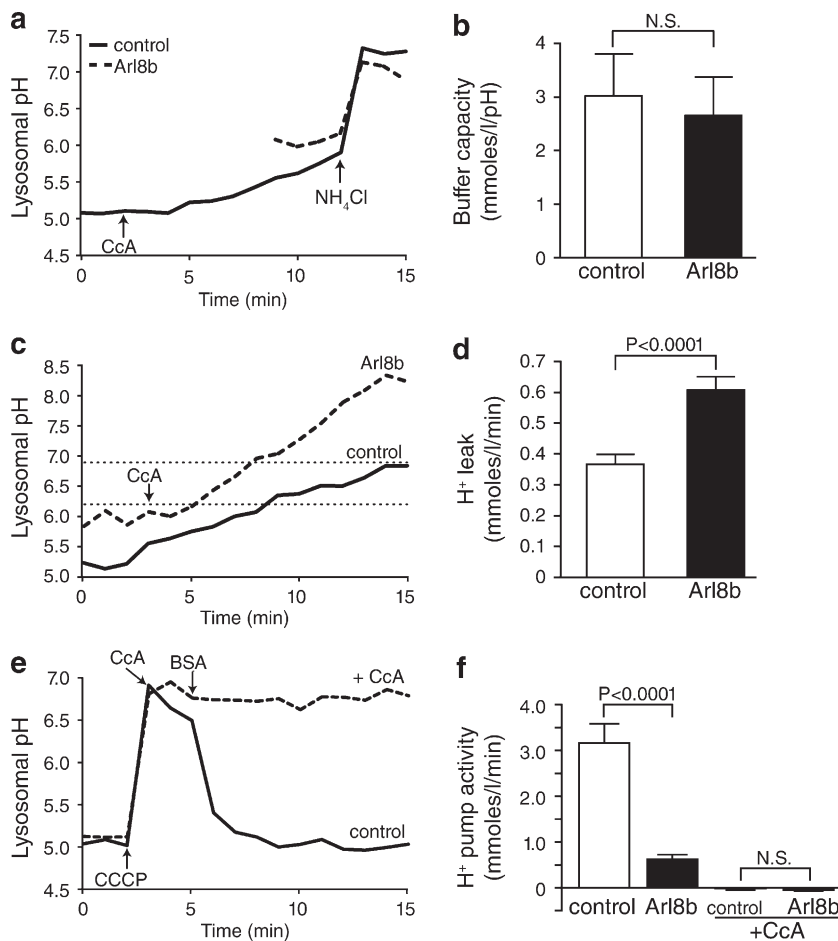 a
control
Arl8b
Lysosomal pH
7.5
7.0
6.0
5.5
5.0
4.5
CcA
NH4Cl
0
5
10
15
Time (min)
b
N.S.
Buffer capacity
(mmoles/l/pH)
4
3
2
1
0
control
Arl8b
c
Lysosomal pH
8.5
8.0
7.0
6.5
6.0
5.5
5.0
Arl8b
control
CcA
0
5
10
15
Time (min)
d
P<0.0001
H+ leak
(mmoles/l/min)
0.7
0.6
0.5
0.4
0.3
0.2
0.1
0
control
Arl8b
e
Lysosomal pH
CcA
BSA
+ CcA
7.0
6.5
5.5
5.0
4.5
control
CCCP
0
5
10
15
Time (min)
f
P<0.0001
H+ pump activity
(mmoles/l/min)
4.0
3.0
2.0
1.0
0
N.S.
control
Arl8b
control
Arl8b
+CcA